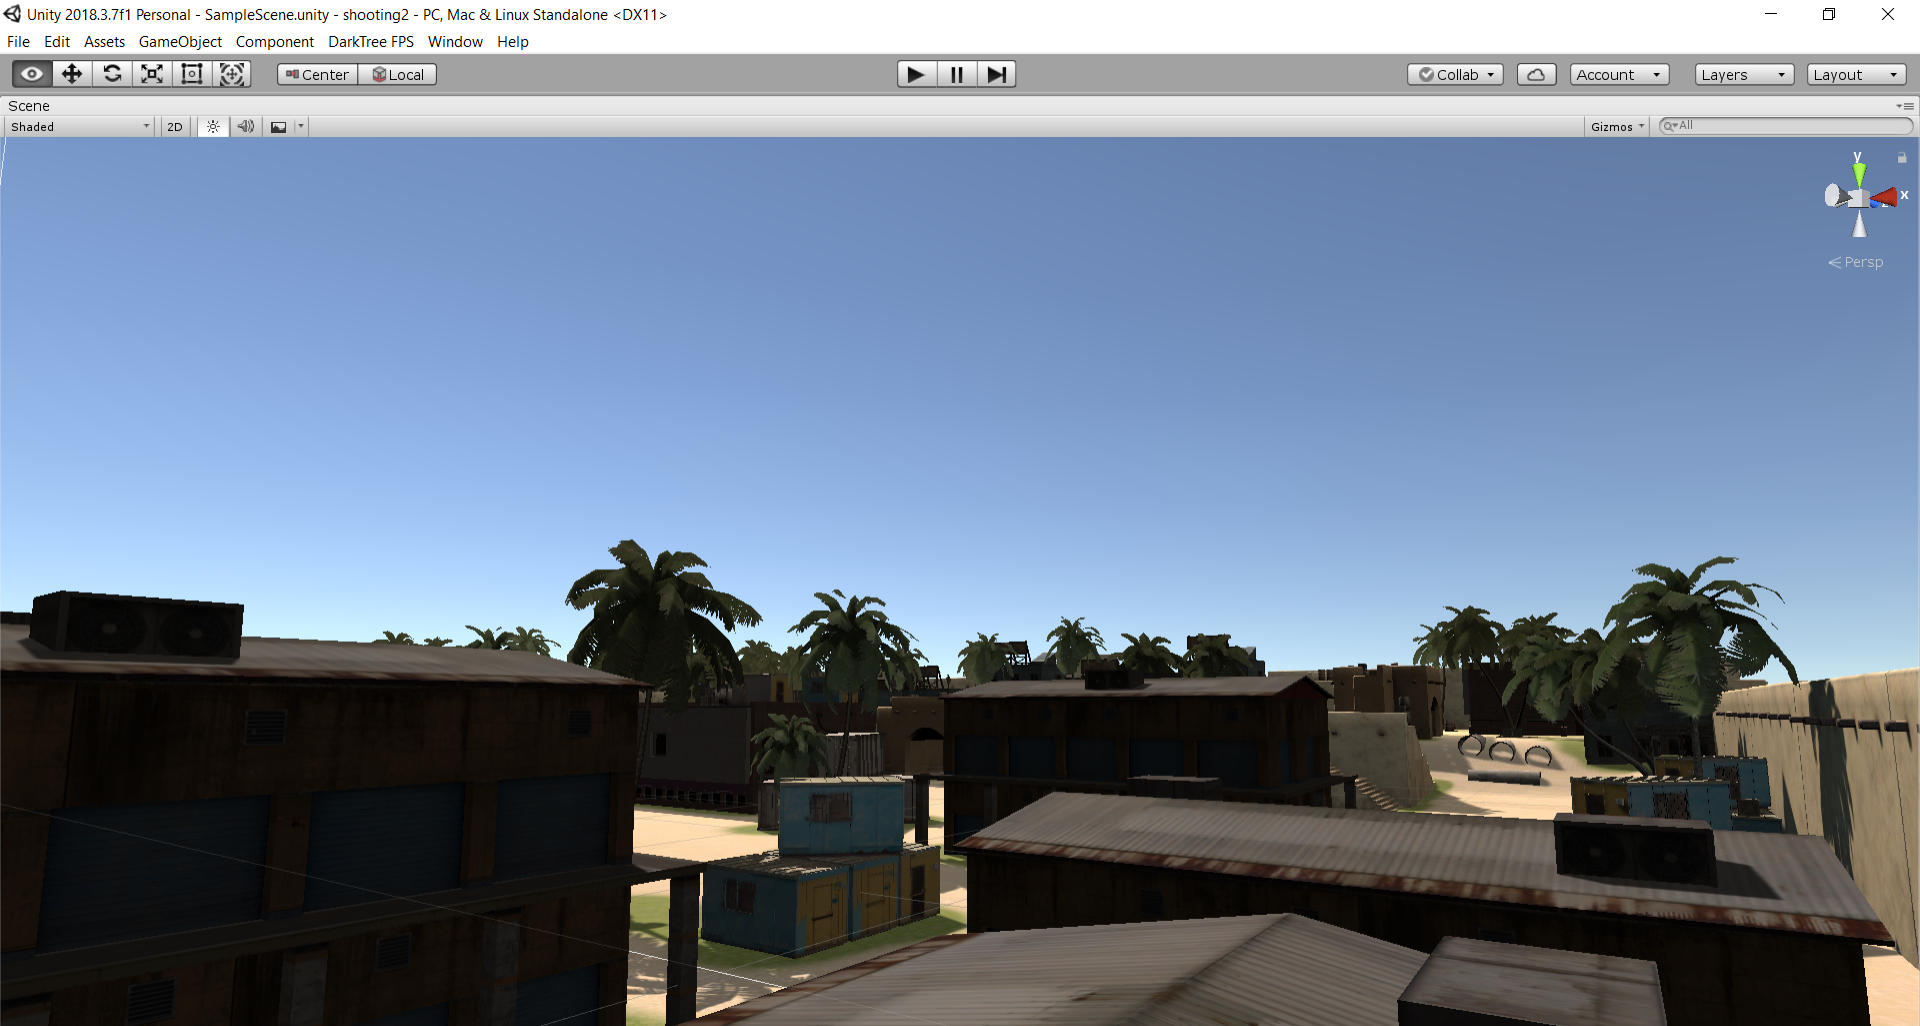 Unity 2018.3.7f1 Personal - SampleScene.unity - shooting2 - PC, Mac & Linux Standalone <DX11>
File Edit Assets GameObject Component DarkTree FPS Window Help
Center Local Collab Account Layers Layout
Scene
Shaded 2D Gizmos All
y
x
z
Persp